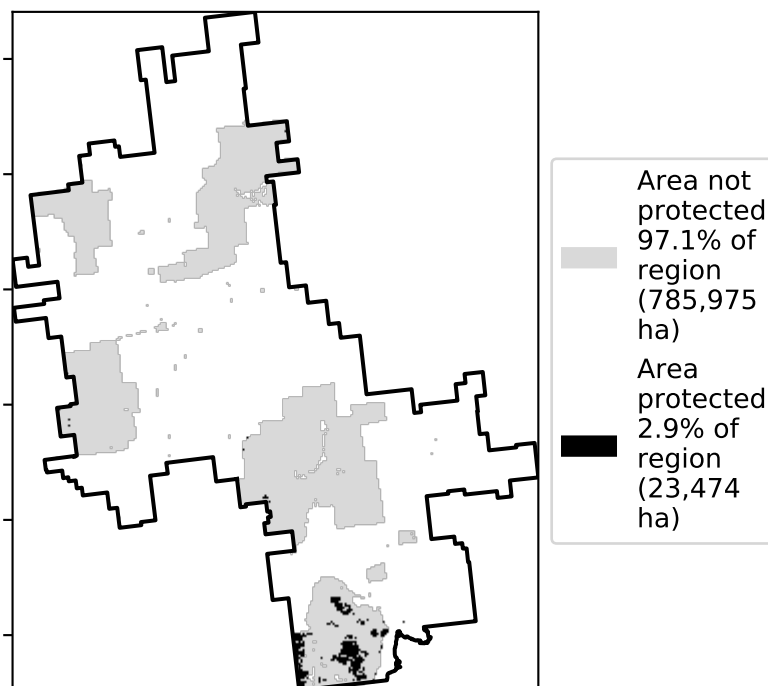 Area not
protected
97.1% of
region
(785,975
ha)
Area
protected
2.9% of
region
(23,474
ha)